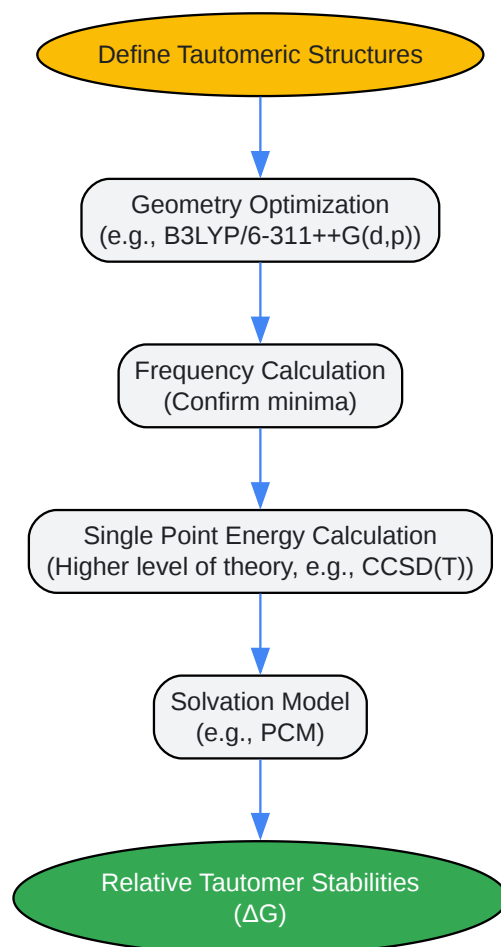 Define Tautomeric Structures
Geometry Optimization
(e.g., B3LYP/6-311++G(d,p))
Frequency Calculation
(Confirm minima)
Single Point Energy Calculation
(Higher level of theory, e.g., CCSD(T))
Solvation Model
(e.g., PCM)
Relative Tautomer Stabilities
(ΔG)